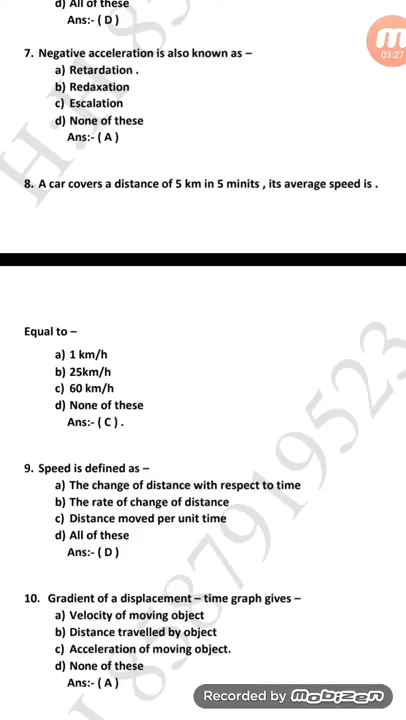 d) All of these
Ans:- ( D )
03:27
7. Negative acceleration is also known as –
a) Retardation .
b) Redaxation
c) Escalation
d) None of these
Ans:- ( A )
8. A car covers a distance of 5 km in 5 minits , its average speed is .
Equal to –
a) 1 km/h
b) 25km/h
c) 60 km/h
d) None of these
Ans:- ( C ) .
9. Speed is defined as –
a) The change of distance with respect to time
b) The rate of change of distance
c) Distance moved per unit time
d) All of these
Ans:- ( D )
10. Gradient of a displacement – time graph gives –
a) Velocity of moving object
b) Distance travelled by object
c) Acceleration of moving object.
d) None of these
Ans:- ( A )
Recorded by mobizen